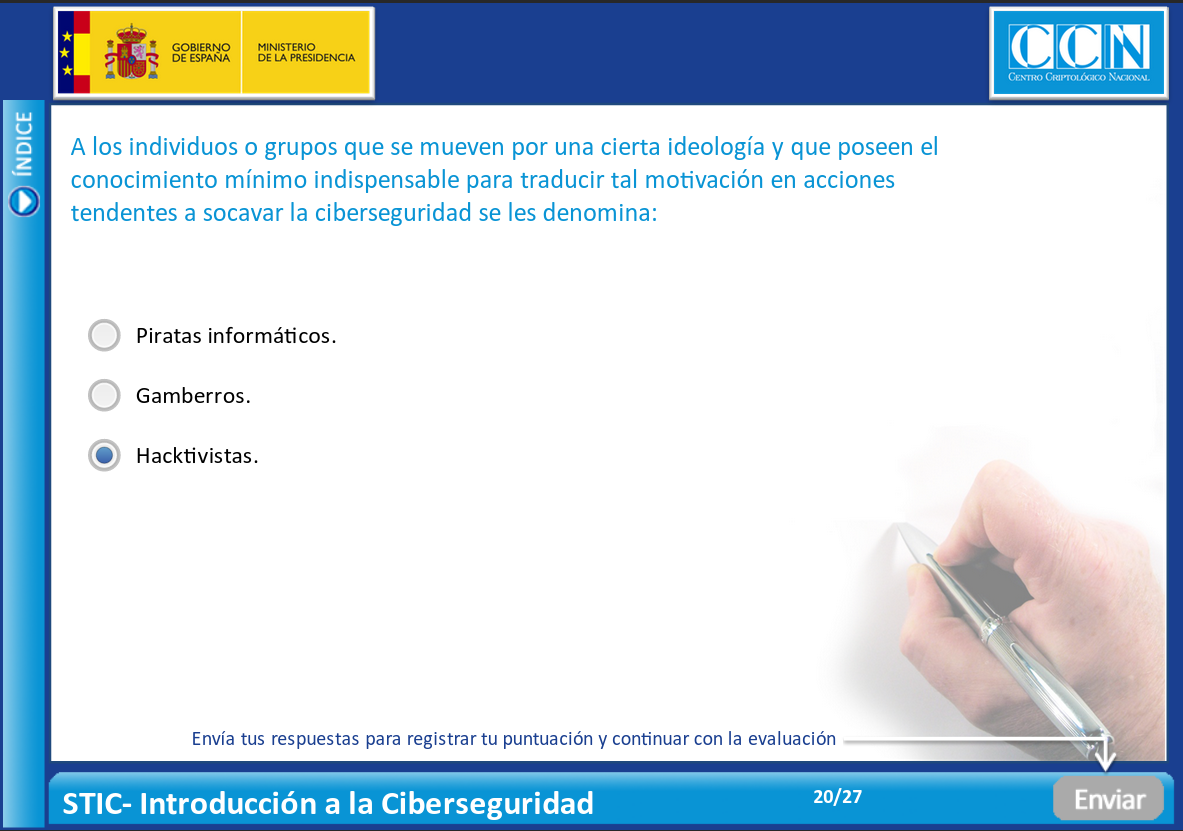 GOBIERNO
DE ESPAÑA
MINISTERIO
DE LA PRESIDENCIA
CCN
CENTRO CRIPTOLÓGICO NACIONAL
ÍNDICE
A los individuos o grupos que se mueven por una cierta ideología y que poseen el
conocimiento mínimo indispensable para traducir tal motivación en acciones
tendentes a socavar la ciberseguridad se les denomina:
Piratas informáticos.
Gamberros.
Hacktivistas.
Envía tus respuestas para registrar tu puntuación y continuar con la evaluación
STIC- Introducción a la Ciberseguridad
20/27
Enviar